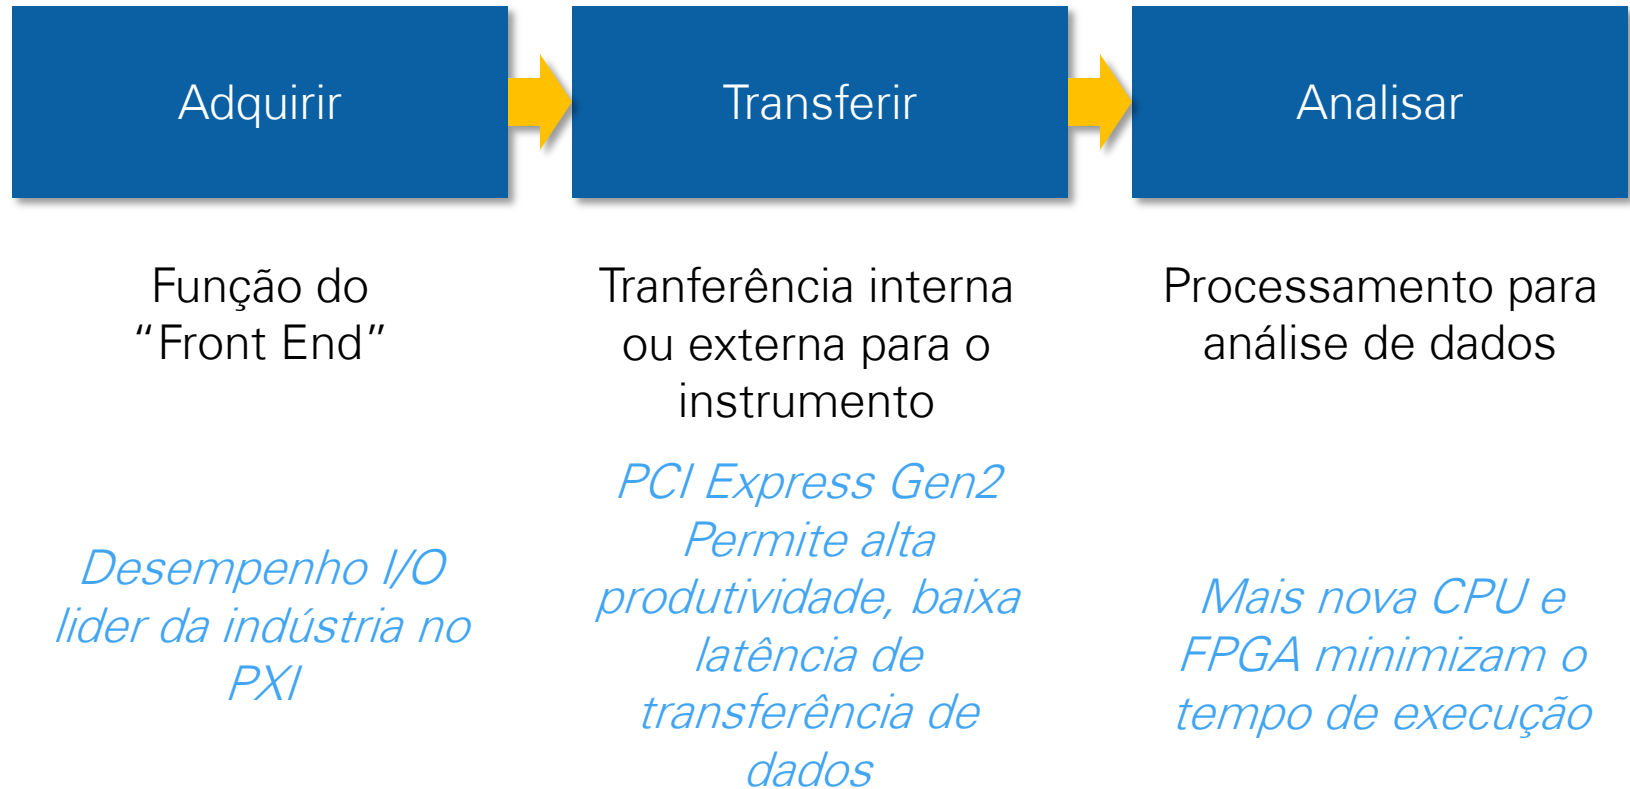 Adquirir
Transferir
Analisar
Função do
“Front End”
Tranferência interna
ou externa para o
instrumento
Processamento para
análise de dados
Desempenho I/O
lider da indústria no
PXI
PCI Express Gen2
Permite alta
produtividade, baixa
latência de
transferência de
dados
Mais nova CPU e
FPGA minimizam o
tempo de execução